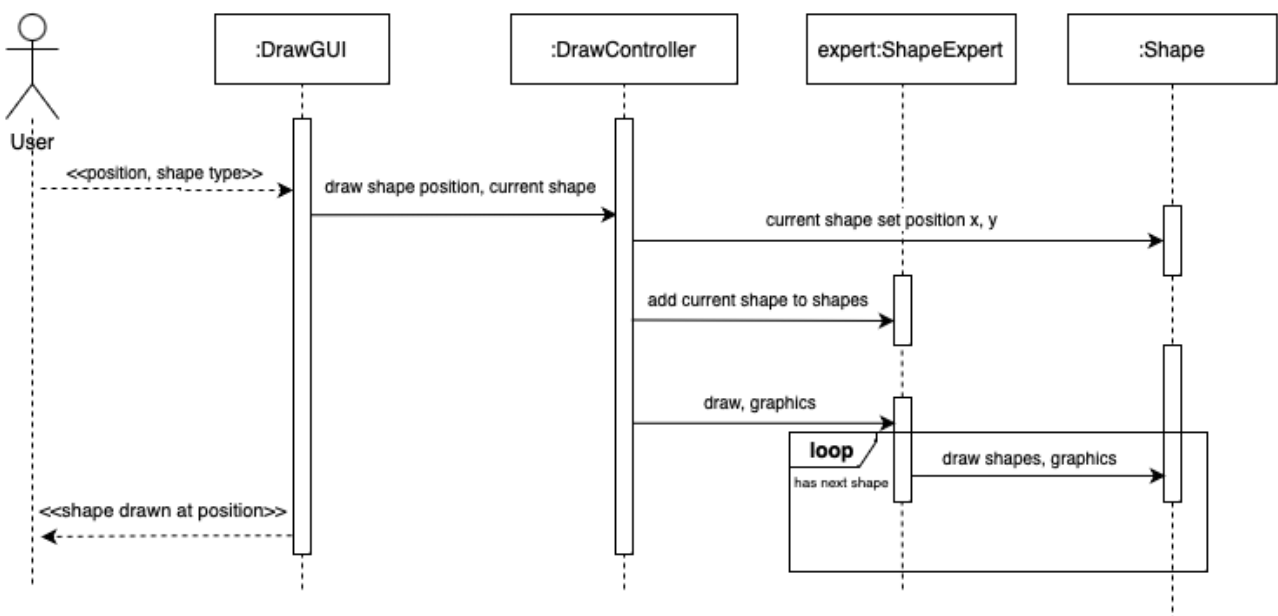 :DrawGUI
:DrawController
expert:ShapeExpert
:Shape
User
<<position, shape type>>
draw shape position, current shape
current shape set position x, y
add current shape to shapes
draw, graphics
loop
has next shape
draw shapes, graphics
<<shape drawn at position>>